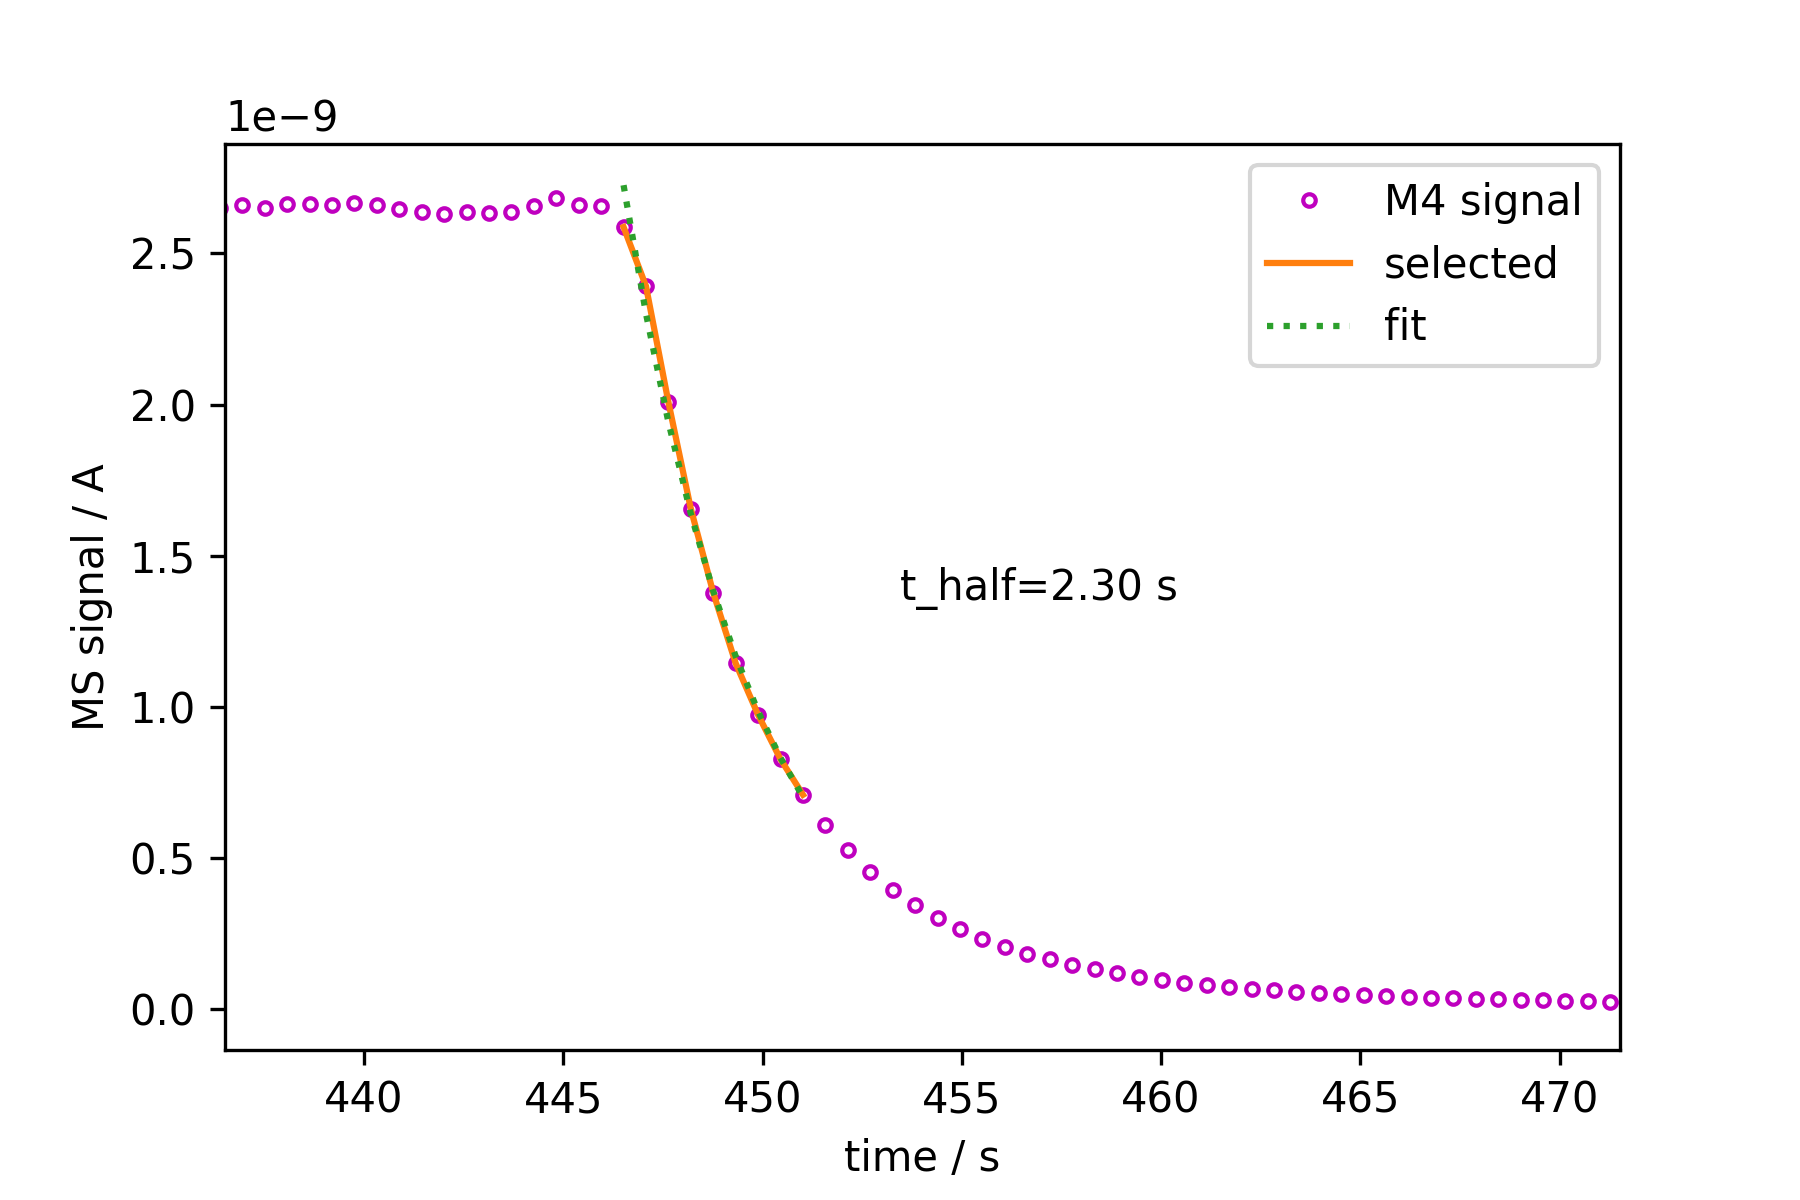 1e−9
M4 signal
selected
fit
2.5
2.0
1.5
1.0
0.5
0.0
MS signal / A
t_half=2.30 s
440 445 450 455 460 465 470
time / s